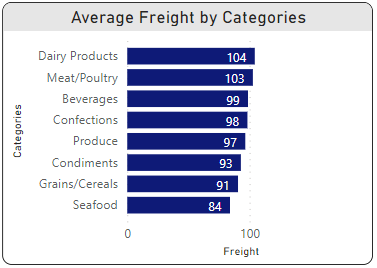 Average Freight by Categories
Categories
Dairy Products 104
Meat/Poultry 103
Beverages 99
Confections 98
Produce 97
Condiments 93
Grains/Cereals 91
Seafood 84
0 100
Freight